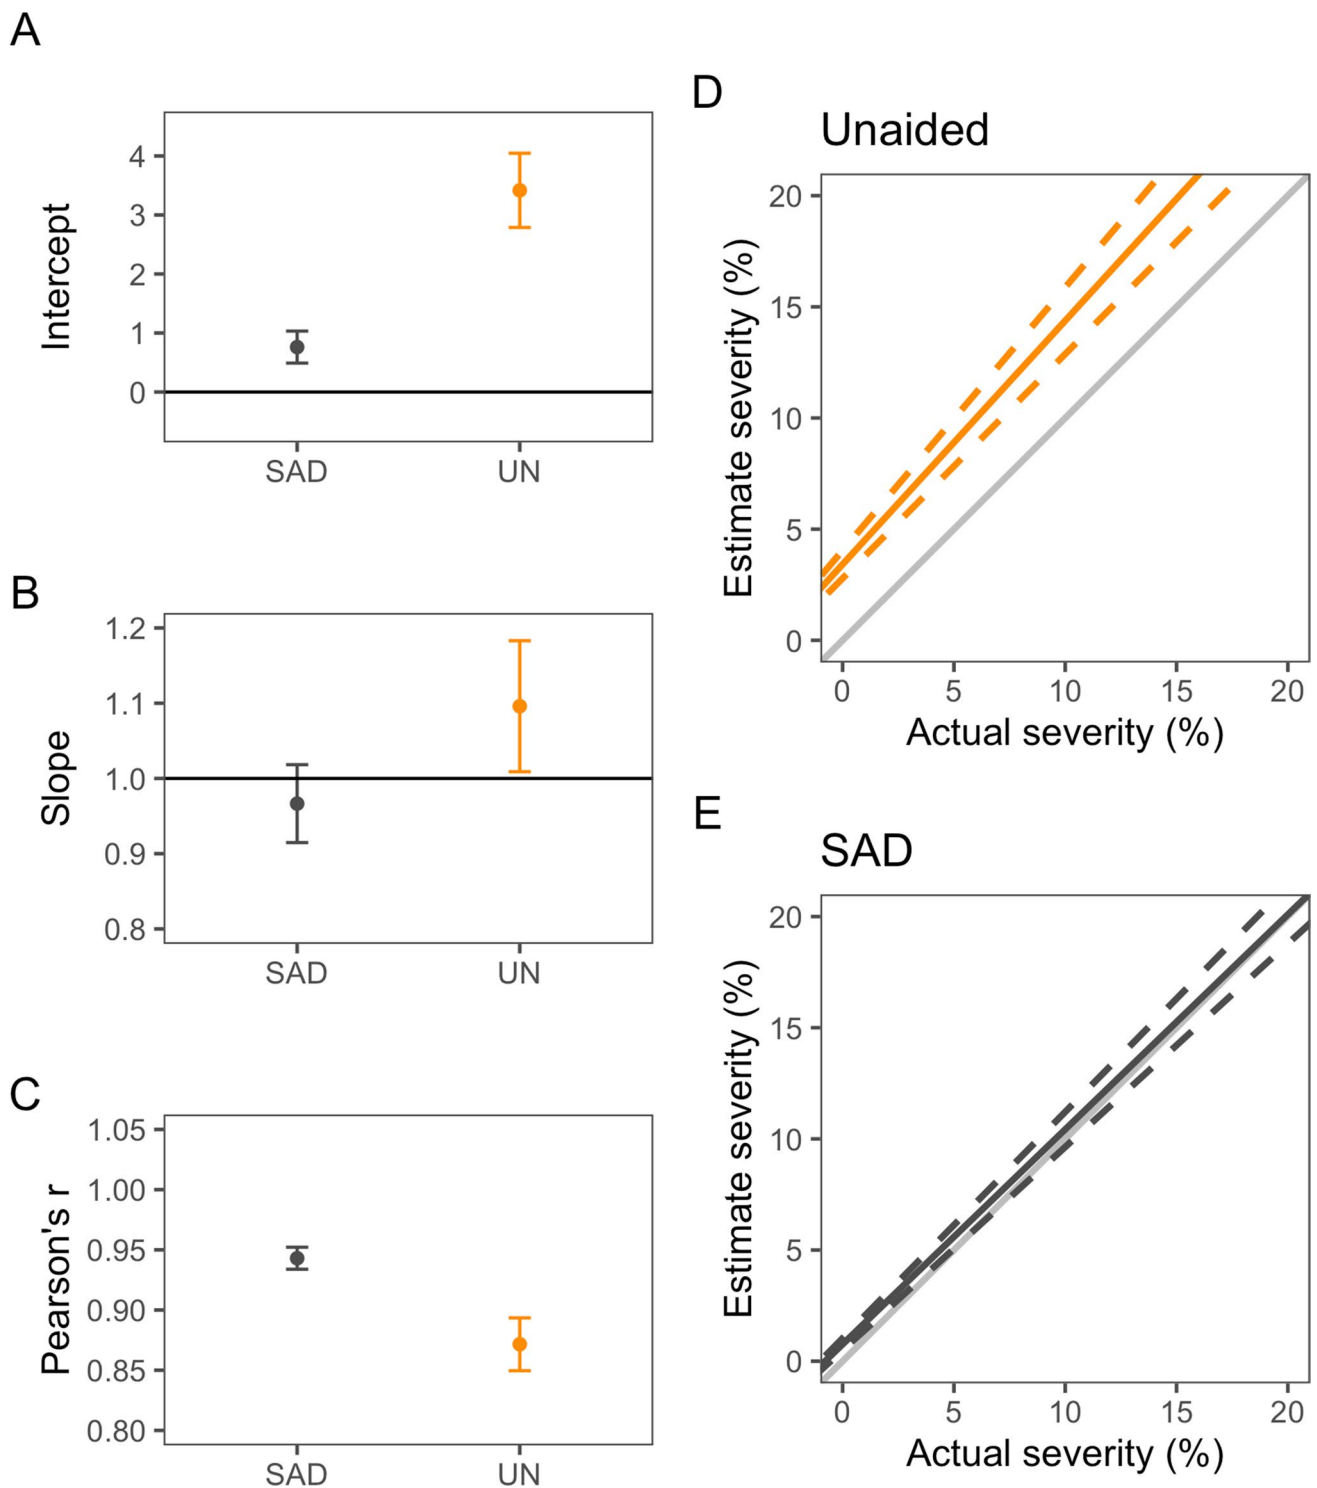 A
Intercept
4
3
2
1
0
SAD UN
B
Slope
1.2
1.1
1.0
0.9
0.8
SAD UN
C
Pearson's r
1.05
1.00
0.95
0.90
0.85
0.80
SAD UN
D
Unaided
Estimate severity (%)
20
15
10
5
0
0 5 10 15 20
Actual severity (%)
E
SAD
Estimate severity (%)
20
15
10
5
0
0 5 10 15 20
Actual severity (%)